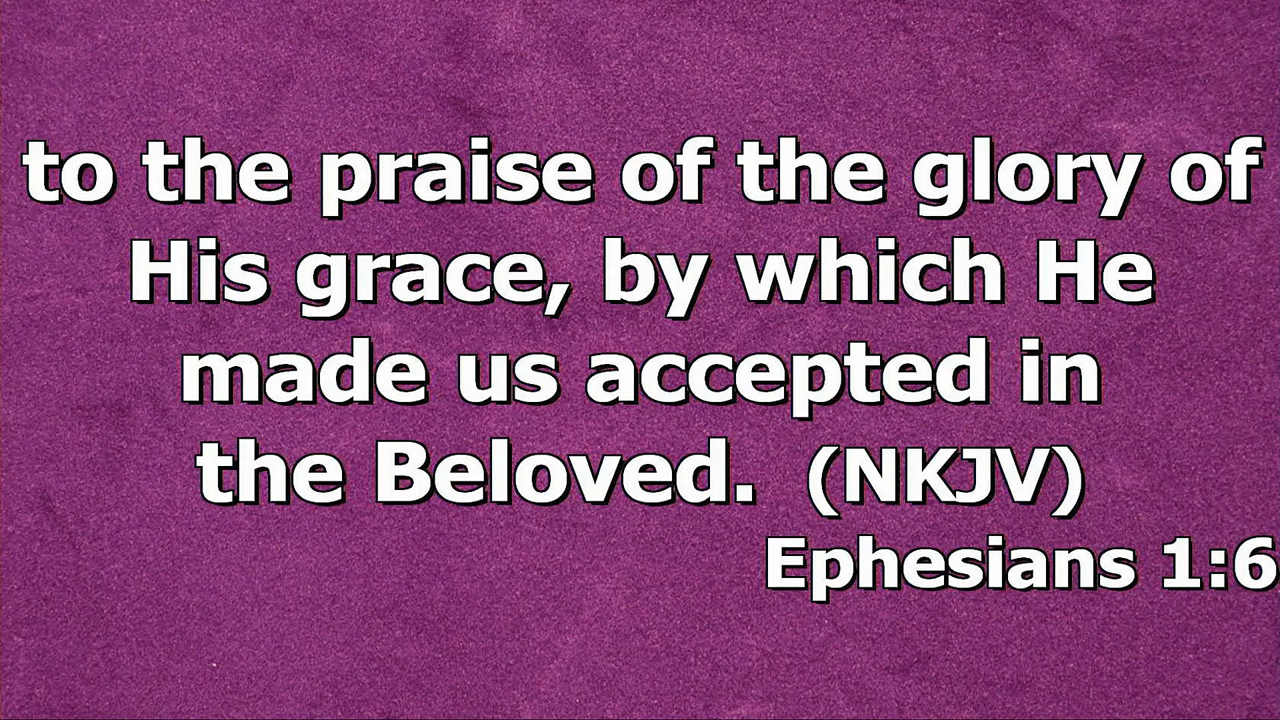 to the praise of the glory of
His grace, by which He
made us accepted in
the Beloved. (NKJV)
Ephesians 1:6